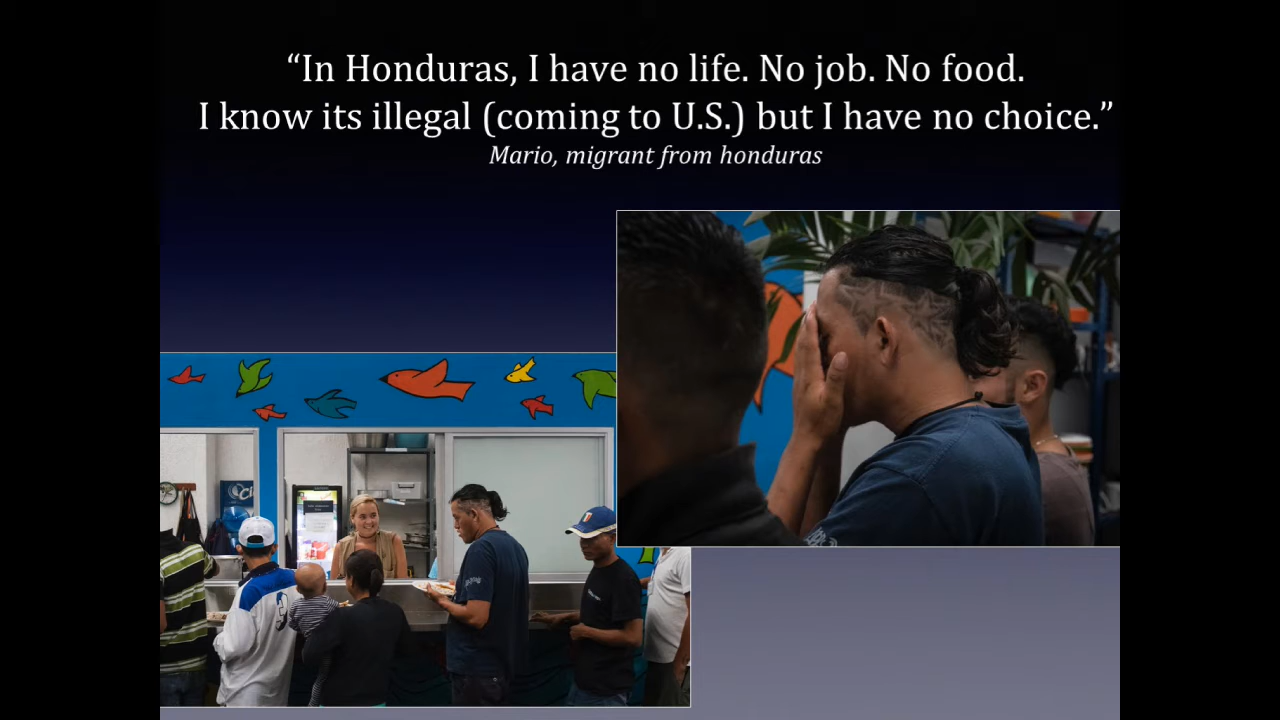 “In Honduras, I have no life. No job. No food.
I know its illegal (coming to U.S.) but I have no choice.”
Mario, migrant from honduras